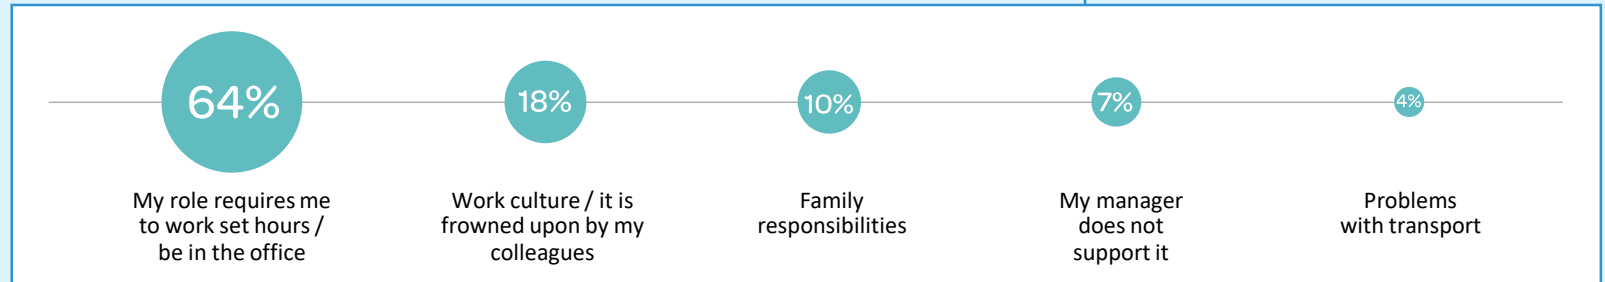 64%
18%
10%
7%
4%
My role requires me
to work set hours /
be in the office
Work culture / it is
frowned upon by my
colleagues
Family
responsibilities
My manager
does not
support it
Problems
with transport